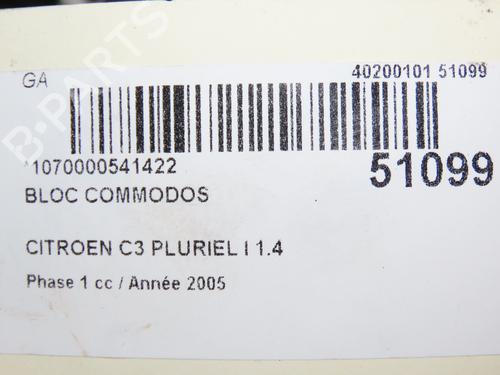 GA
40200101 51099
*1070000541422
51099
BLOC COMMODOS
CITROEN C3 PLURIEL I 1.4
Phase 1 cc / Année 2005
B-PARTS